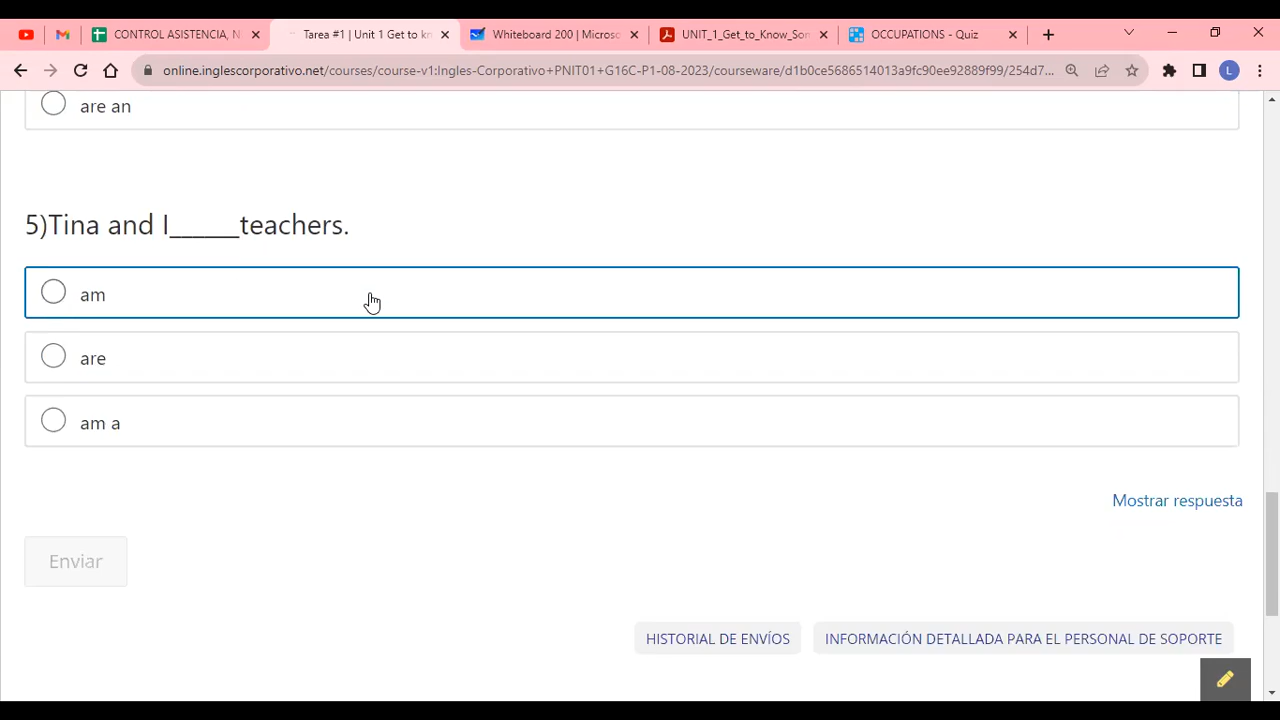 CONTROL ASISTENCIA, N
Tarea #1 | Unit 1 Get to kn
Whiteboard 200 | Microso
UNIT_1_Get_to_Know_Son
OCCUPATIONS - Quiz
online.inglescorporativo.net/courses/course-v1:Ingles-Corporativo+PNIT01+G16C-P1-08-2023/courseware/d1b0ce5686514013a9fc90ee92889f99/254d7...
L
are an
5)Tina and I______teachers.
am
are
am a
Mostrar respuesta
Enviar
HISTORIAL DE ENVÍOS
INFORMACIÓN DETALLADA PARA EL PERSONAL DE SOPORTE